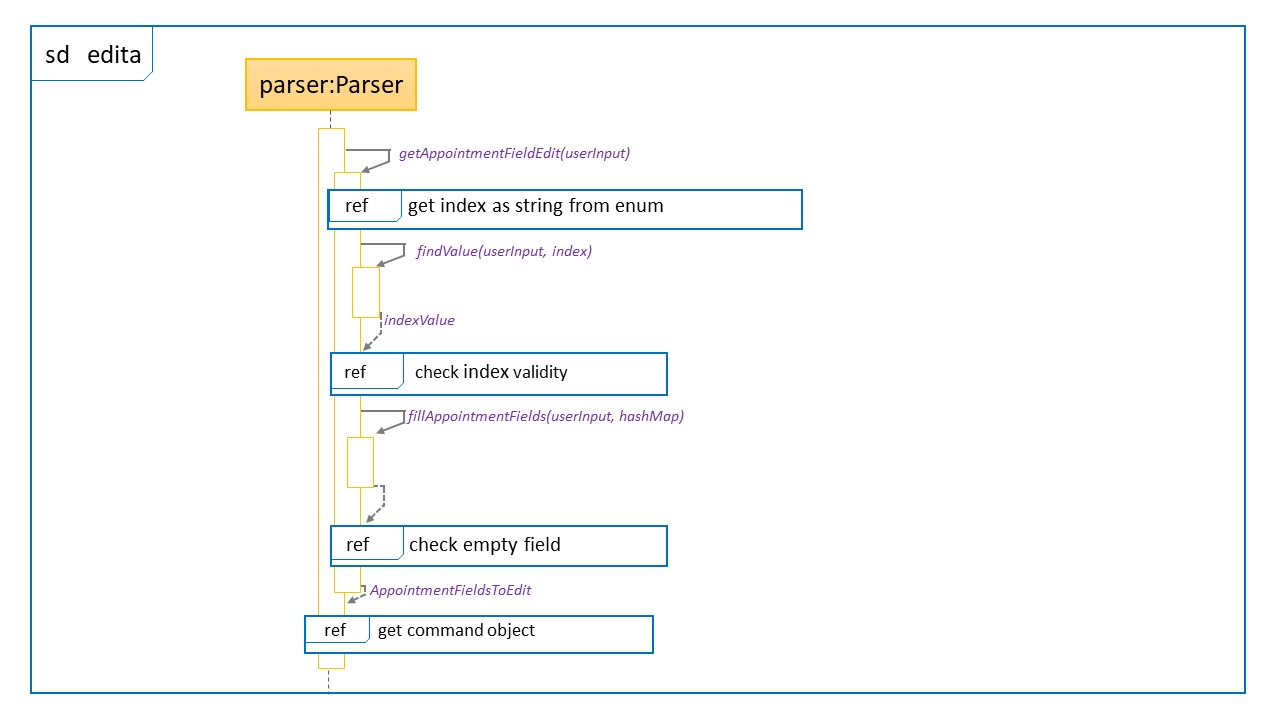 sd edita
parser:Parser
getAppointmentFieldEdit(userInput)
ref get index as string from enum
findValue(userInput, index)
indexValue
ref check index validity
fillAppointmentFields(userInput, hashMap)
ref check empty field
AppointmentFieldsToEdit
ref get command object